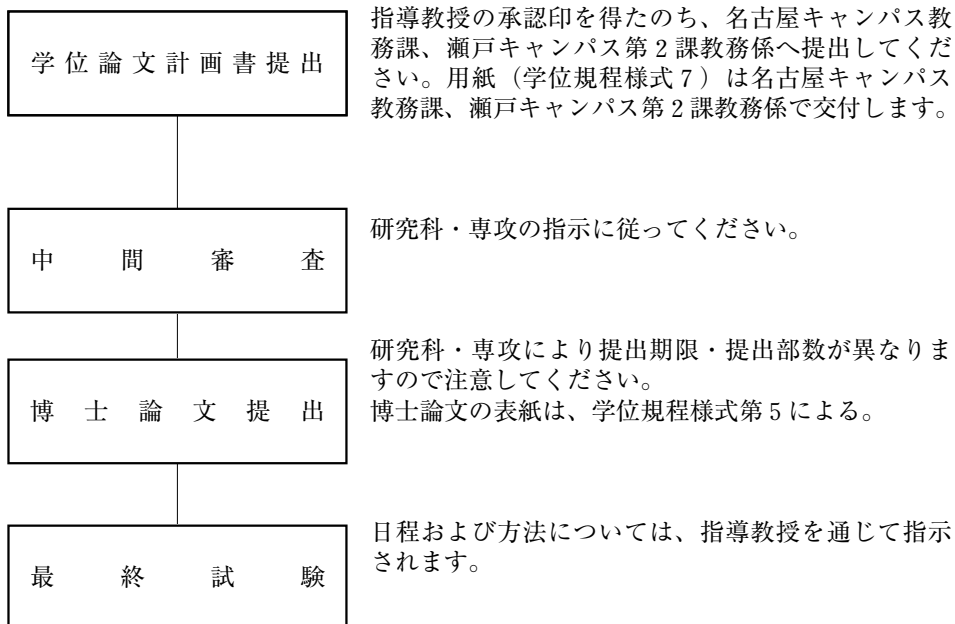 学位論文計画書提出
指導教授の承認印を得たのち、名古屋キャンパス教
務課、瀬戸キャンパス第2課教務係へ提出してくだ
さい。用紙（学位規程様式7）は名古屋キャンパス
教務課、瀬戸キャンパス第2課教務係で交付します。
中間審査
研究科・専攻の指示に従ってください。
博士論文提出
研究科・専攻により提出期限・提出部数が異なりま
すので注意してください。
博士論文の表紙は、学位規程様式第5による。
最終試験
日程および方法については、指導教授を通じて指示
されます。